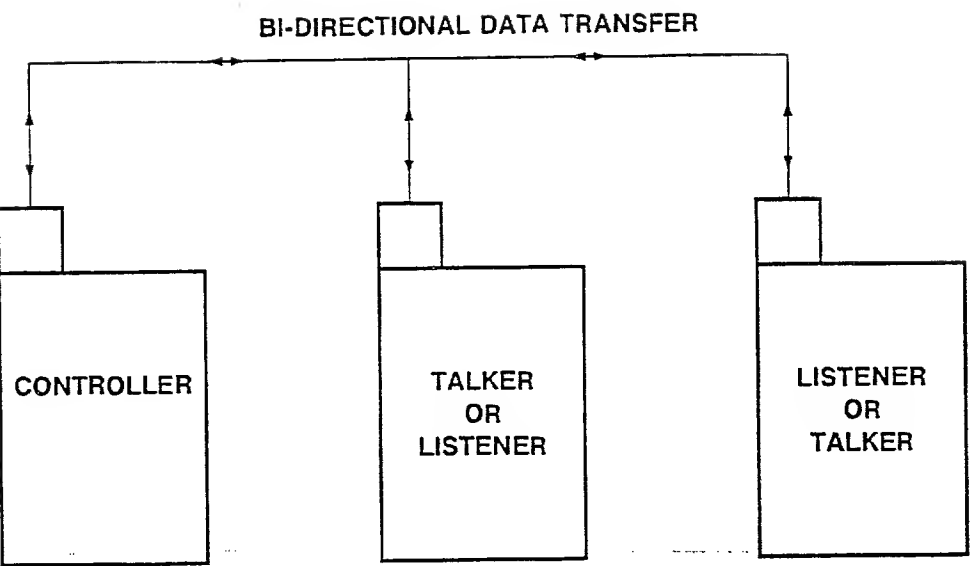 BI-DIRECTIONAL DATA TRANSFER
CONTROLLER
TALKER
OR
LISTENER
LISTENER
OR
TALKER